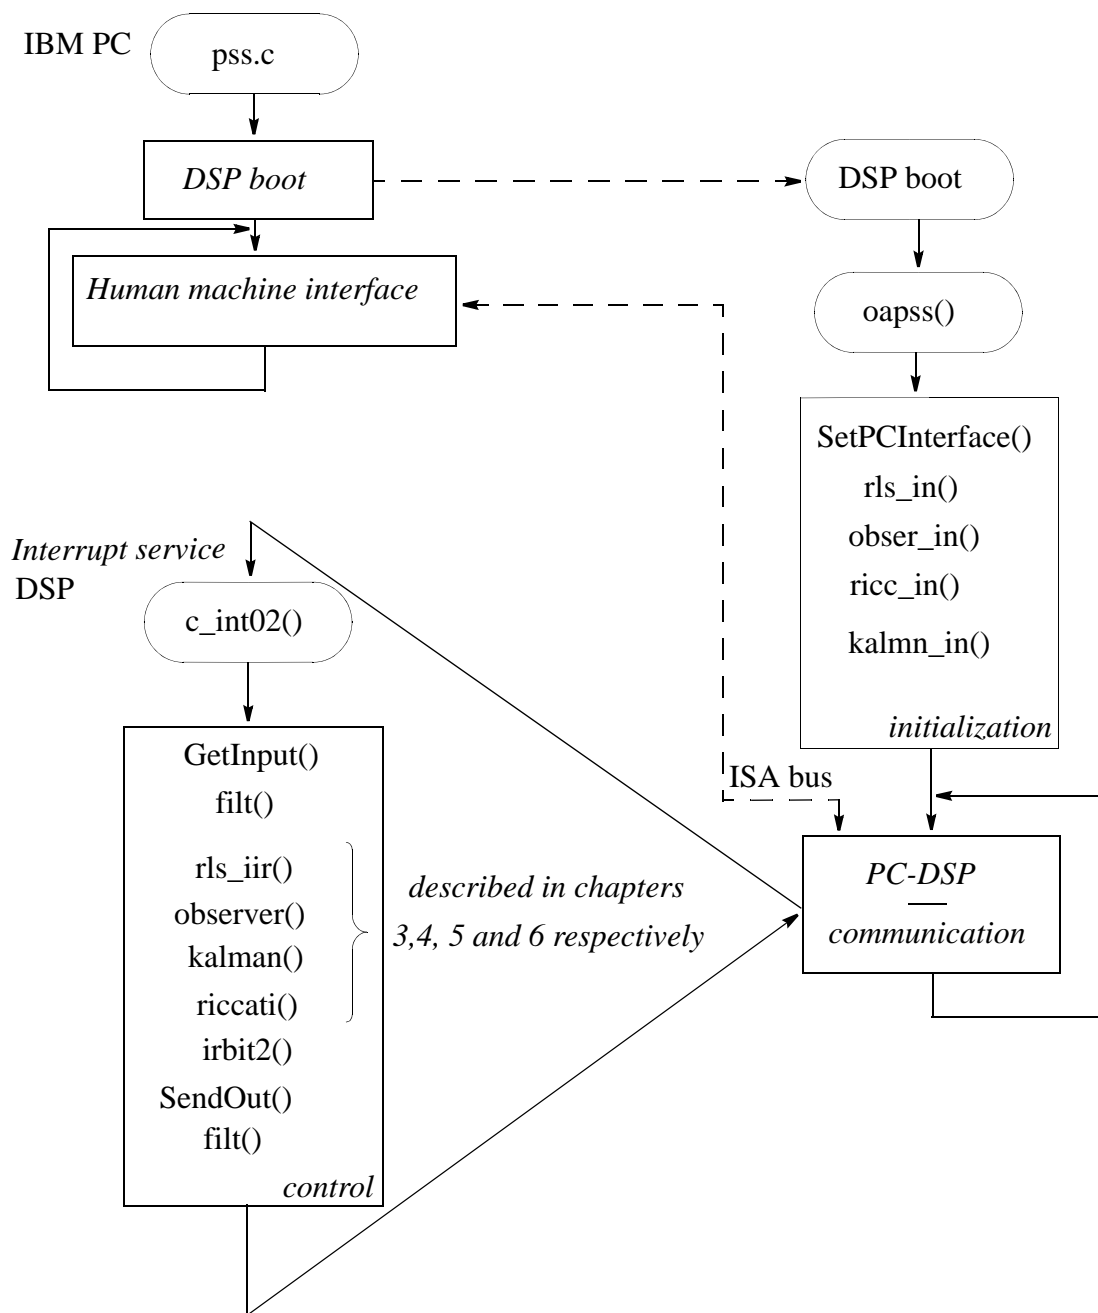 IBM PC
pss.c
DSP boot
DSP boot
Human machine interface
oapss()
SetPCInterface()
rls_in()
obser_in()
ricc_in()
kalmn_in()
initialization
Interrupt service
DSP
c_int02()
GetInput()
filt()
rls_iir()
observer()
kalman()
riccati()
irbit2()
SendOut()
filt()
control
described in chapters
3,4, 5 and 6 respectively
ISA bus
PC-DSP
communication